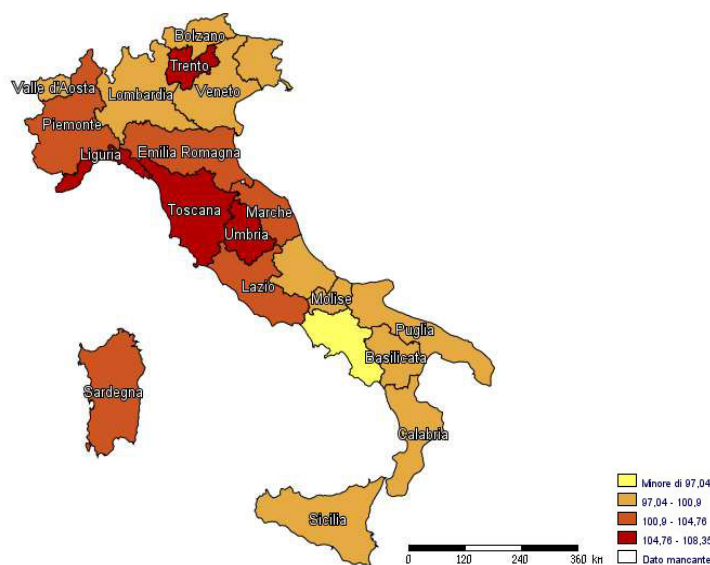 Bolzano
Trento
Valle d'Aosta
Lombardia
Veneto
Piemonte
Liguria
Emilia Romagna
Toscana
Marche
Umbria
Lazio
Molise
Puglia
Basilicata
Sardegna
Calabria
Sicilia
Minore di 97,04
97,04 - 100,9
100,9 - 104,76
104,76 - 108,35
Dato mancante
0 120 240 360 км